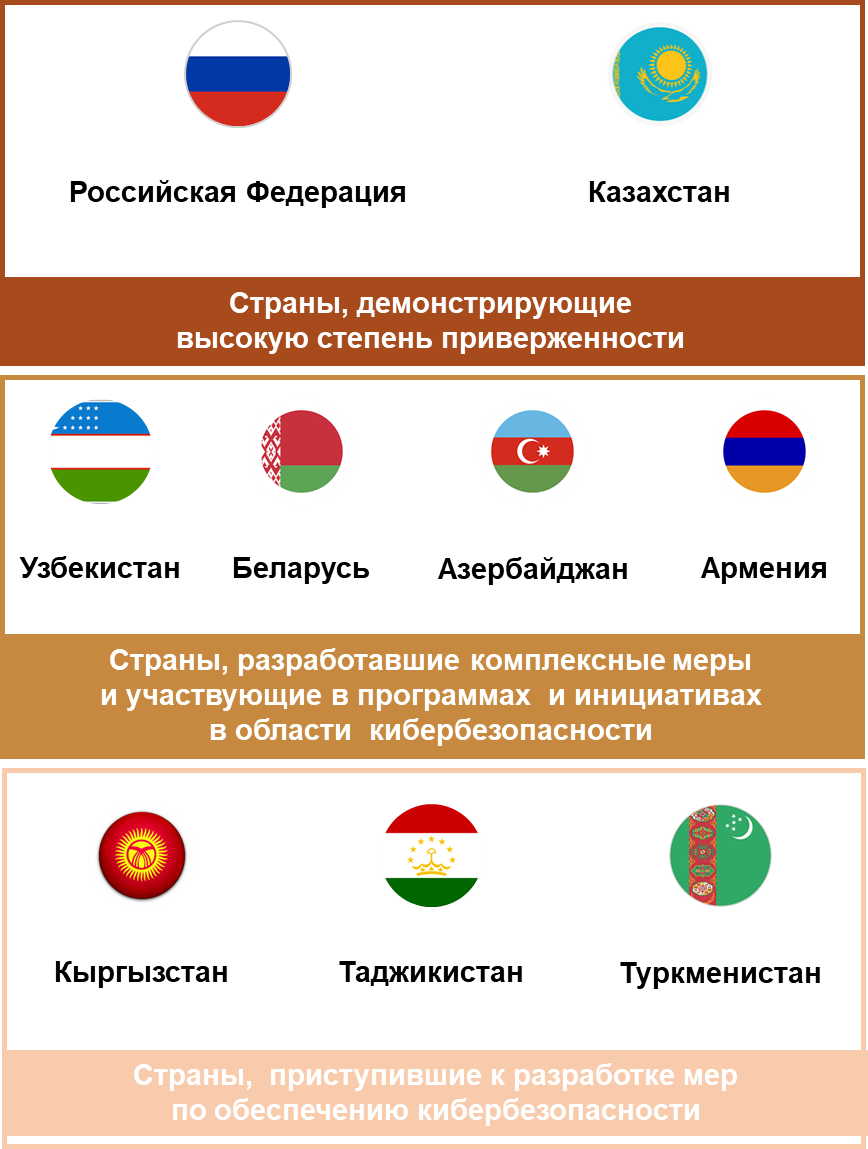 Российская Федерация
Казахстан
Страны, демонстрирующие
высокую степень приверженности
Узбекистан
Беларусь
Азербайджан
Армения
Страны, разработавшие комплексные меры
и участвующие в программах и инициативах
в области кибербезопасности
Кыргызстан
Таджикистан
Туркменистан
Страны, приступившие к разработке мер
по обеспечению кибербезопасности